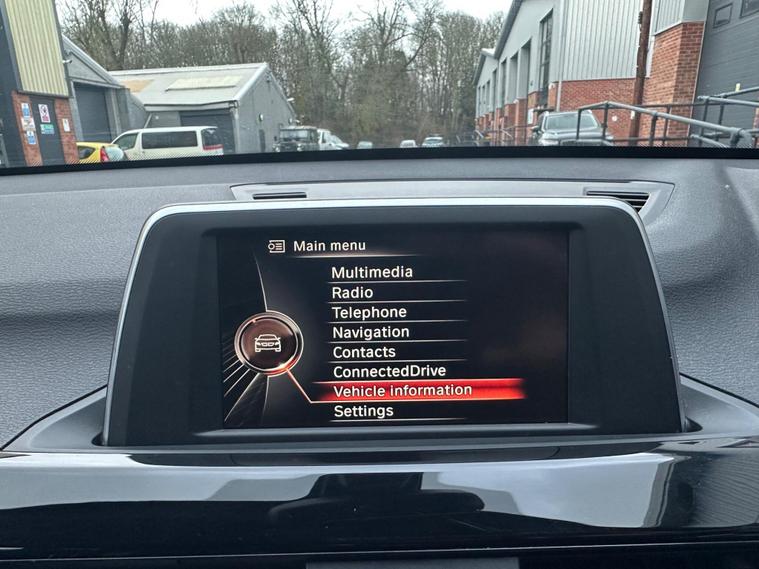 Main menu
Multimedia
Radio
Telephone
Navigation
Contacts
ConnectedDrive
Vehicle information
Settings